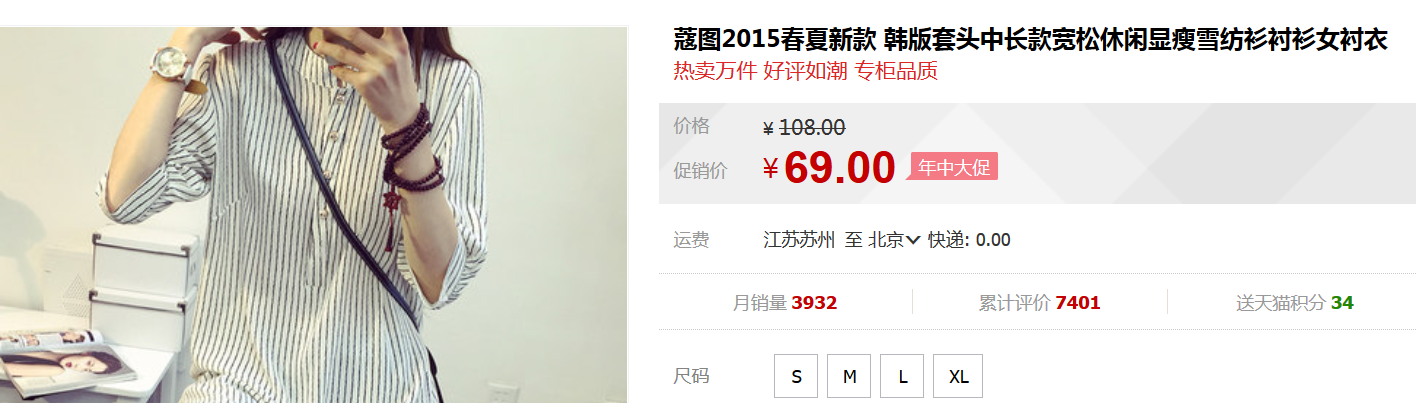 蔻图2015春夏新款 韩版套头中长款宽松休闲显瘦雪纺衫衬衫女衬衣
热卖万件 好评如潮 专柜品质
价格 ¥ 108.00
促销价 ¥ 69.00 年中大促
运费 江苏苏州 至 北京 快递: 0.00
月销量 3932 累计评价 7401 送天猫积分 34
尺码 S M L XL